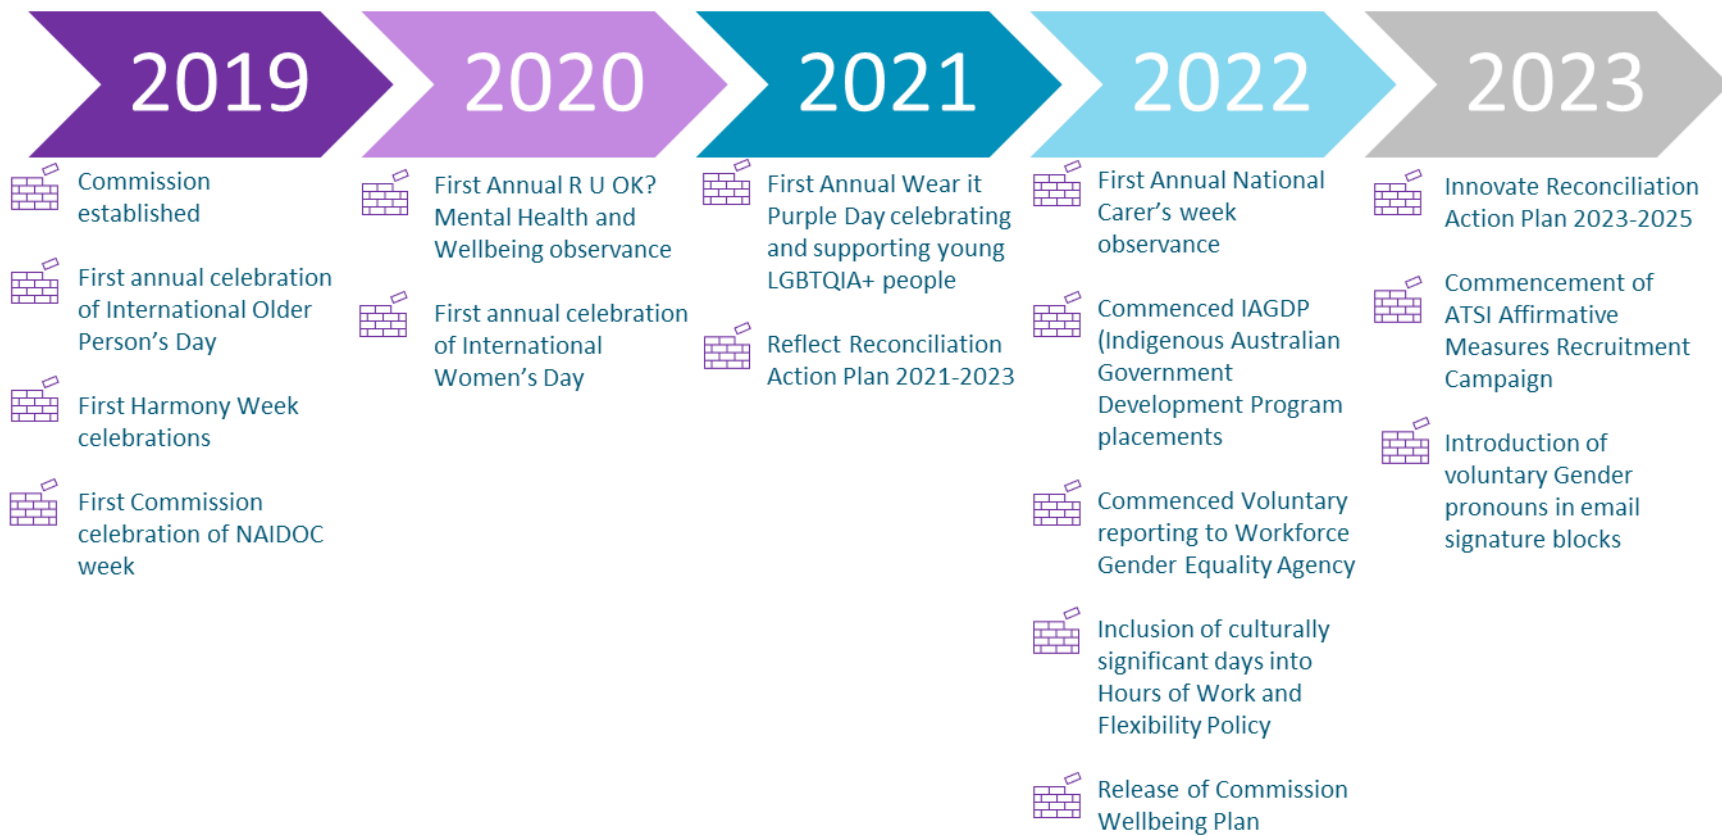 2019
2020
2021
2022
2023
Commission
established
First annual celebration
of International Older
Person's Day
First Harmony Week
celebrations
First Commission
celebration of NAIDOC
week
First Annual R U OK?
Mental Health and
Wellbeing observance
First annual celebration
of International
Women's Day
First Annual Wear it
Purple Day celebrating
and supporting young
LGBTQIA+ people
Reflect Reconciliation
Action Plan 2021-2023
First Annual National
Carer's week
observance
Commenced IAGDP
(Indigenous Australian
Government
Development Program
placements
Commenced Voluntary
reporting to Workforce
Gender Equality Agency
Inclusion of culturally
significant days into
Hours of Work and
Flexibility Policy
Release of Commission
Wellbeing Plan
Innovate Reconciliation
Action Plan 2023-2025
Commencement of
ATSI Affirmative
Measures Recruitment
Campaign
Introduction of
voluntary Gender
pronouns in email
signature blocks